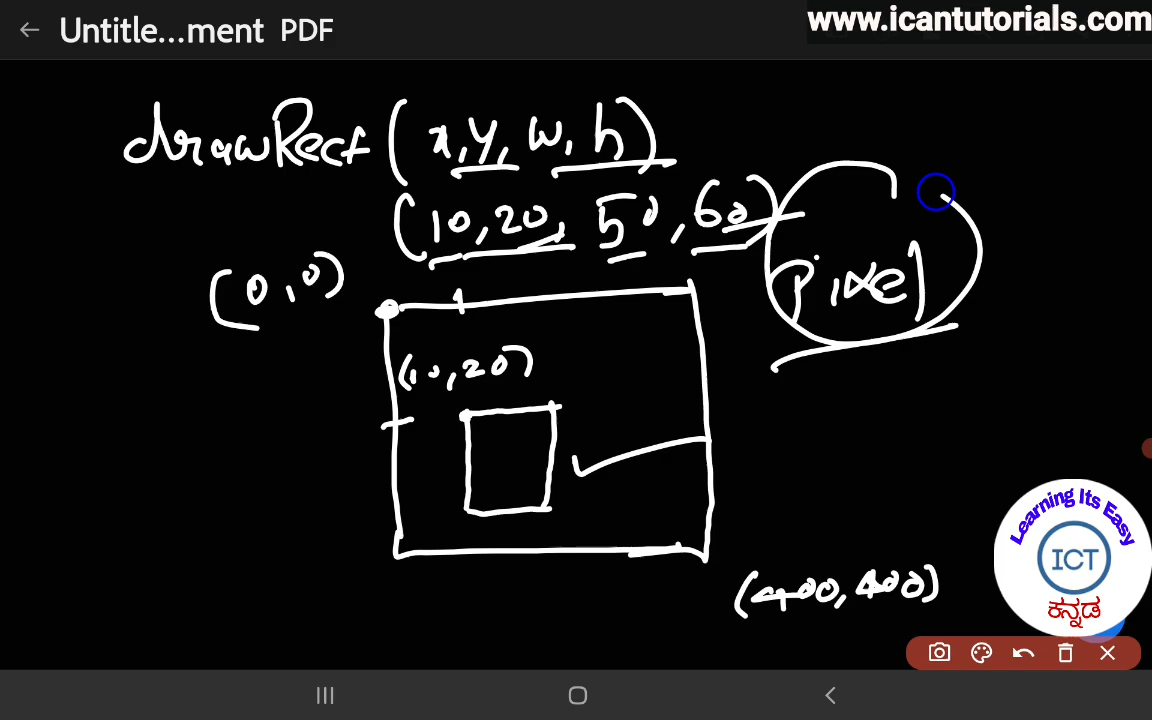 Untitle...ment PDF
www.icantutorials.com
drawRect (x,y, w, h)
(10,20, 50, 60)
Pixel
(0,0)
(10,20)
(400,400)
Learning Its Easy
ICT
ಕನ್ನಡ